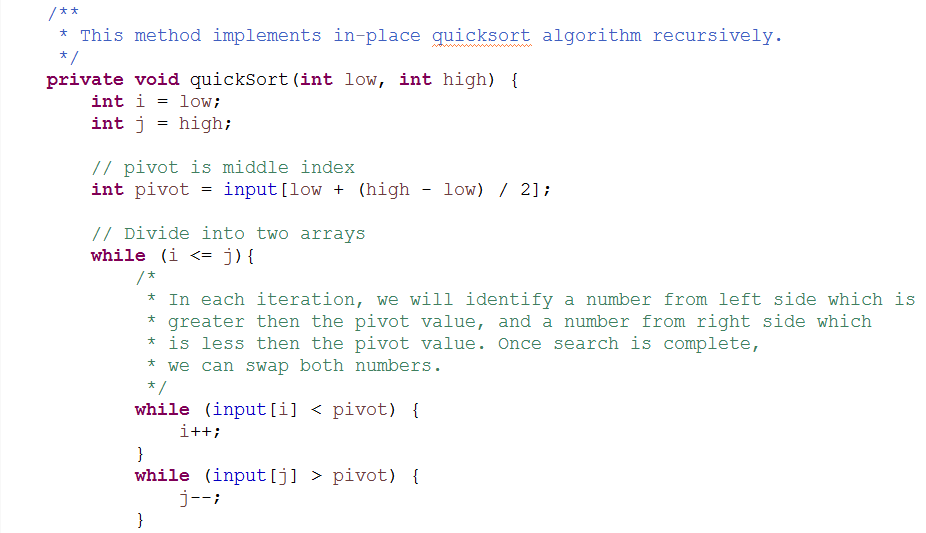 /**
 * This method implements in-place quicksort algorithm recursively.
 */
private void quickSort(int low, int high) {
    int i = low;
    int j = high;

    // pivot is middle index
    int pivot = input[low + (high - low) / 2];

    // Divide into two arrays
    while (i <= j){
        /*
         * In each iteration, we will identify a number from left side which is
         * greater then the pivot value, and a number from right side which
         * is less then the pivot value. Once search is complete,
         * we can swap both numbers.
         */
        while (input[i] < pivot) {
            i++;
        }
        while (input[j] > pivot) {
            j--;
        }